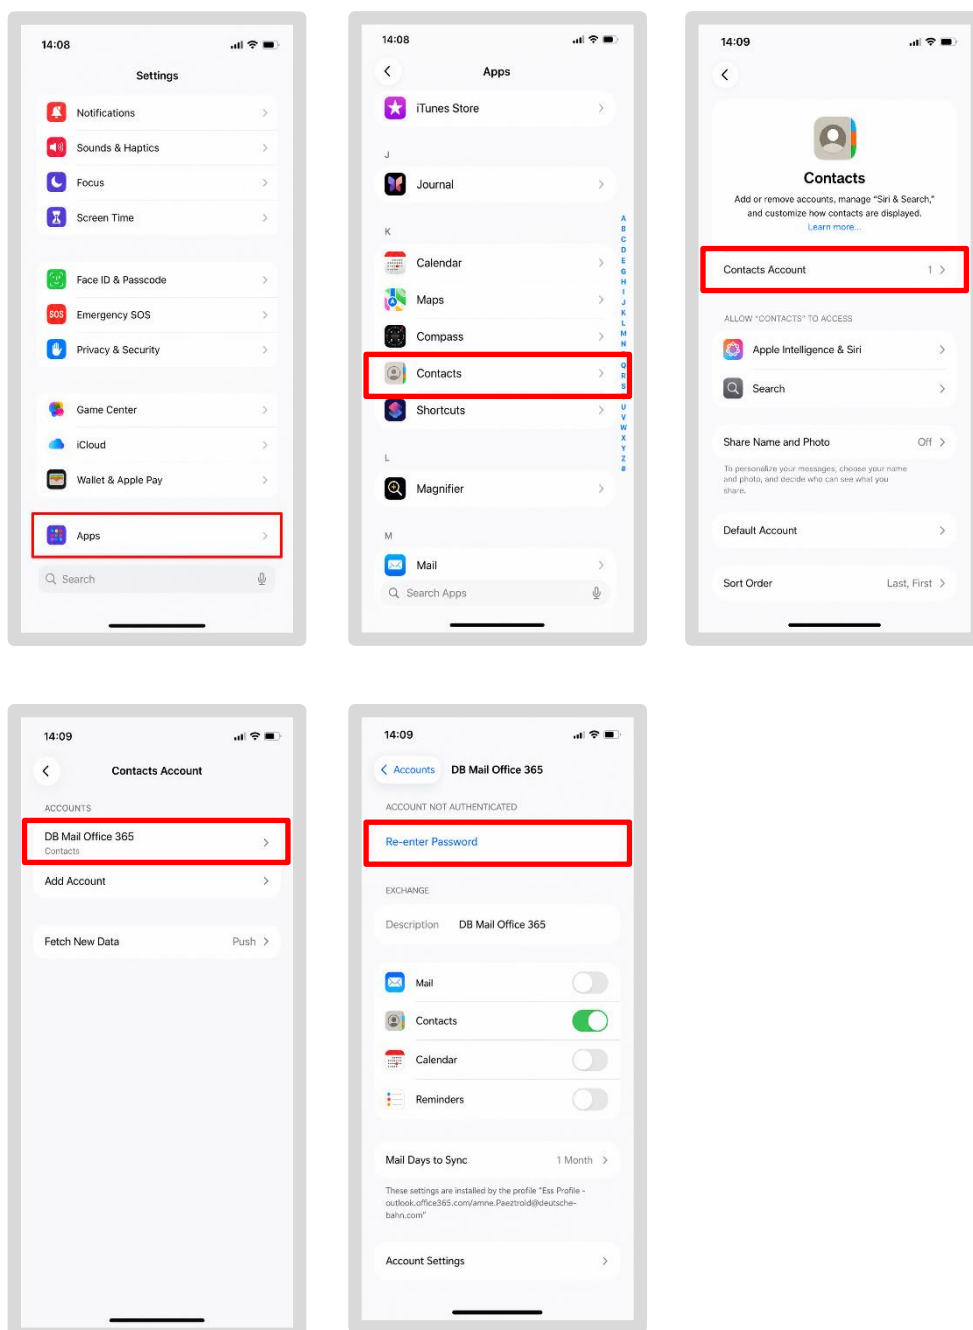 14:08
Settings
Notifications
Sounds & Haptics
Focus
Screen Time
Face ID & Passcode
SOS
Emergency SOS
Privacy & Security
Game Center
iCloud
Wallet & Apple Pay
Apps
Search
14:08
Apps
iTunes Store
J
Journal
K
Calendar
Maps
Compass
Contacts
Shortcuts
L
Magnifier
M
Mail
Search Apps
A
B
C
D
E
G
H
I
J
K
L
M
N
Q
R
S
U
V
W
X
Y
Z
#
14:09
Contacts
Add or remove accounts, manage "Siri & Search,"
and customize how contacts are displayed.
Learn more...
Contacts Account 1
ALLOW "CONTACTS" TO ACCESS
Apple Intelligence & Siri
Search
Share Name and Photo Off
To personalize your messages, choose your name
and photo, and decide who can see what you
share.
Default Account
Sort Order Last, First
14:09
Contacts Account
ACCOUNTS
DB Mail Office 365
Contacts
Add Account
Fetch New Data Push
14:09
Accounts DB Mail Office 365
ACCOUNT NOT AUTHENTICATED
Re-enter Password
EXCHANGE
Description DB Mail Office 365
Mail
Contacts
Calendar
Reminders
Mail Days to Sync 1 Month
These settings are installed by the profile "Ess Profile -
outlook.office365.com/amne.Paeztrold@deutsche-
bahn.com"
Account Settings